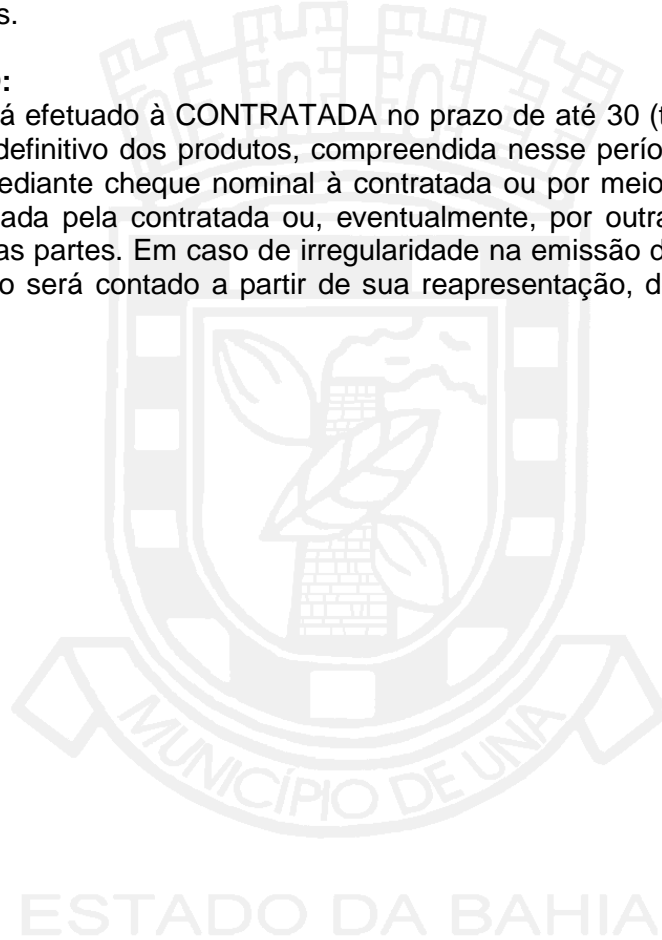 s.
:
á efetuado à CONTRATADA no prazo de até 30 (t
definitivo dos produtos, compreendida nesse perío
ediante cheque nominal à contratada ou por meio
ada pela contratada ou, eventualmente, por outra
as partes. Em caso de irregularidade na emissão d
o será contado a partir de sua reapresentação, d
MUNICÍPIO DE UNA
ESTADO DA BAHIA